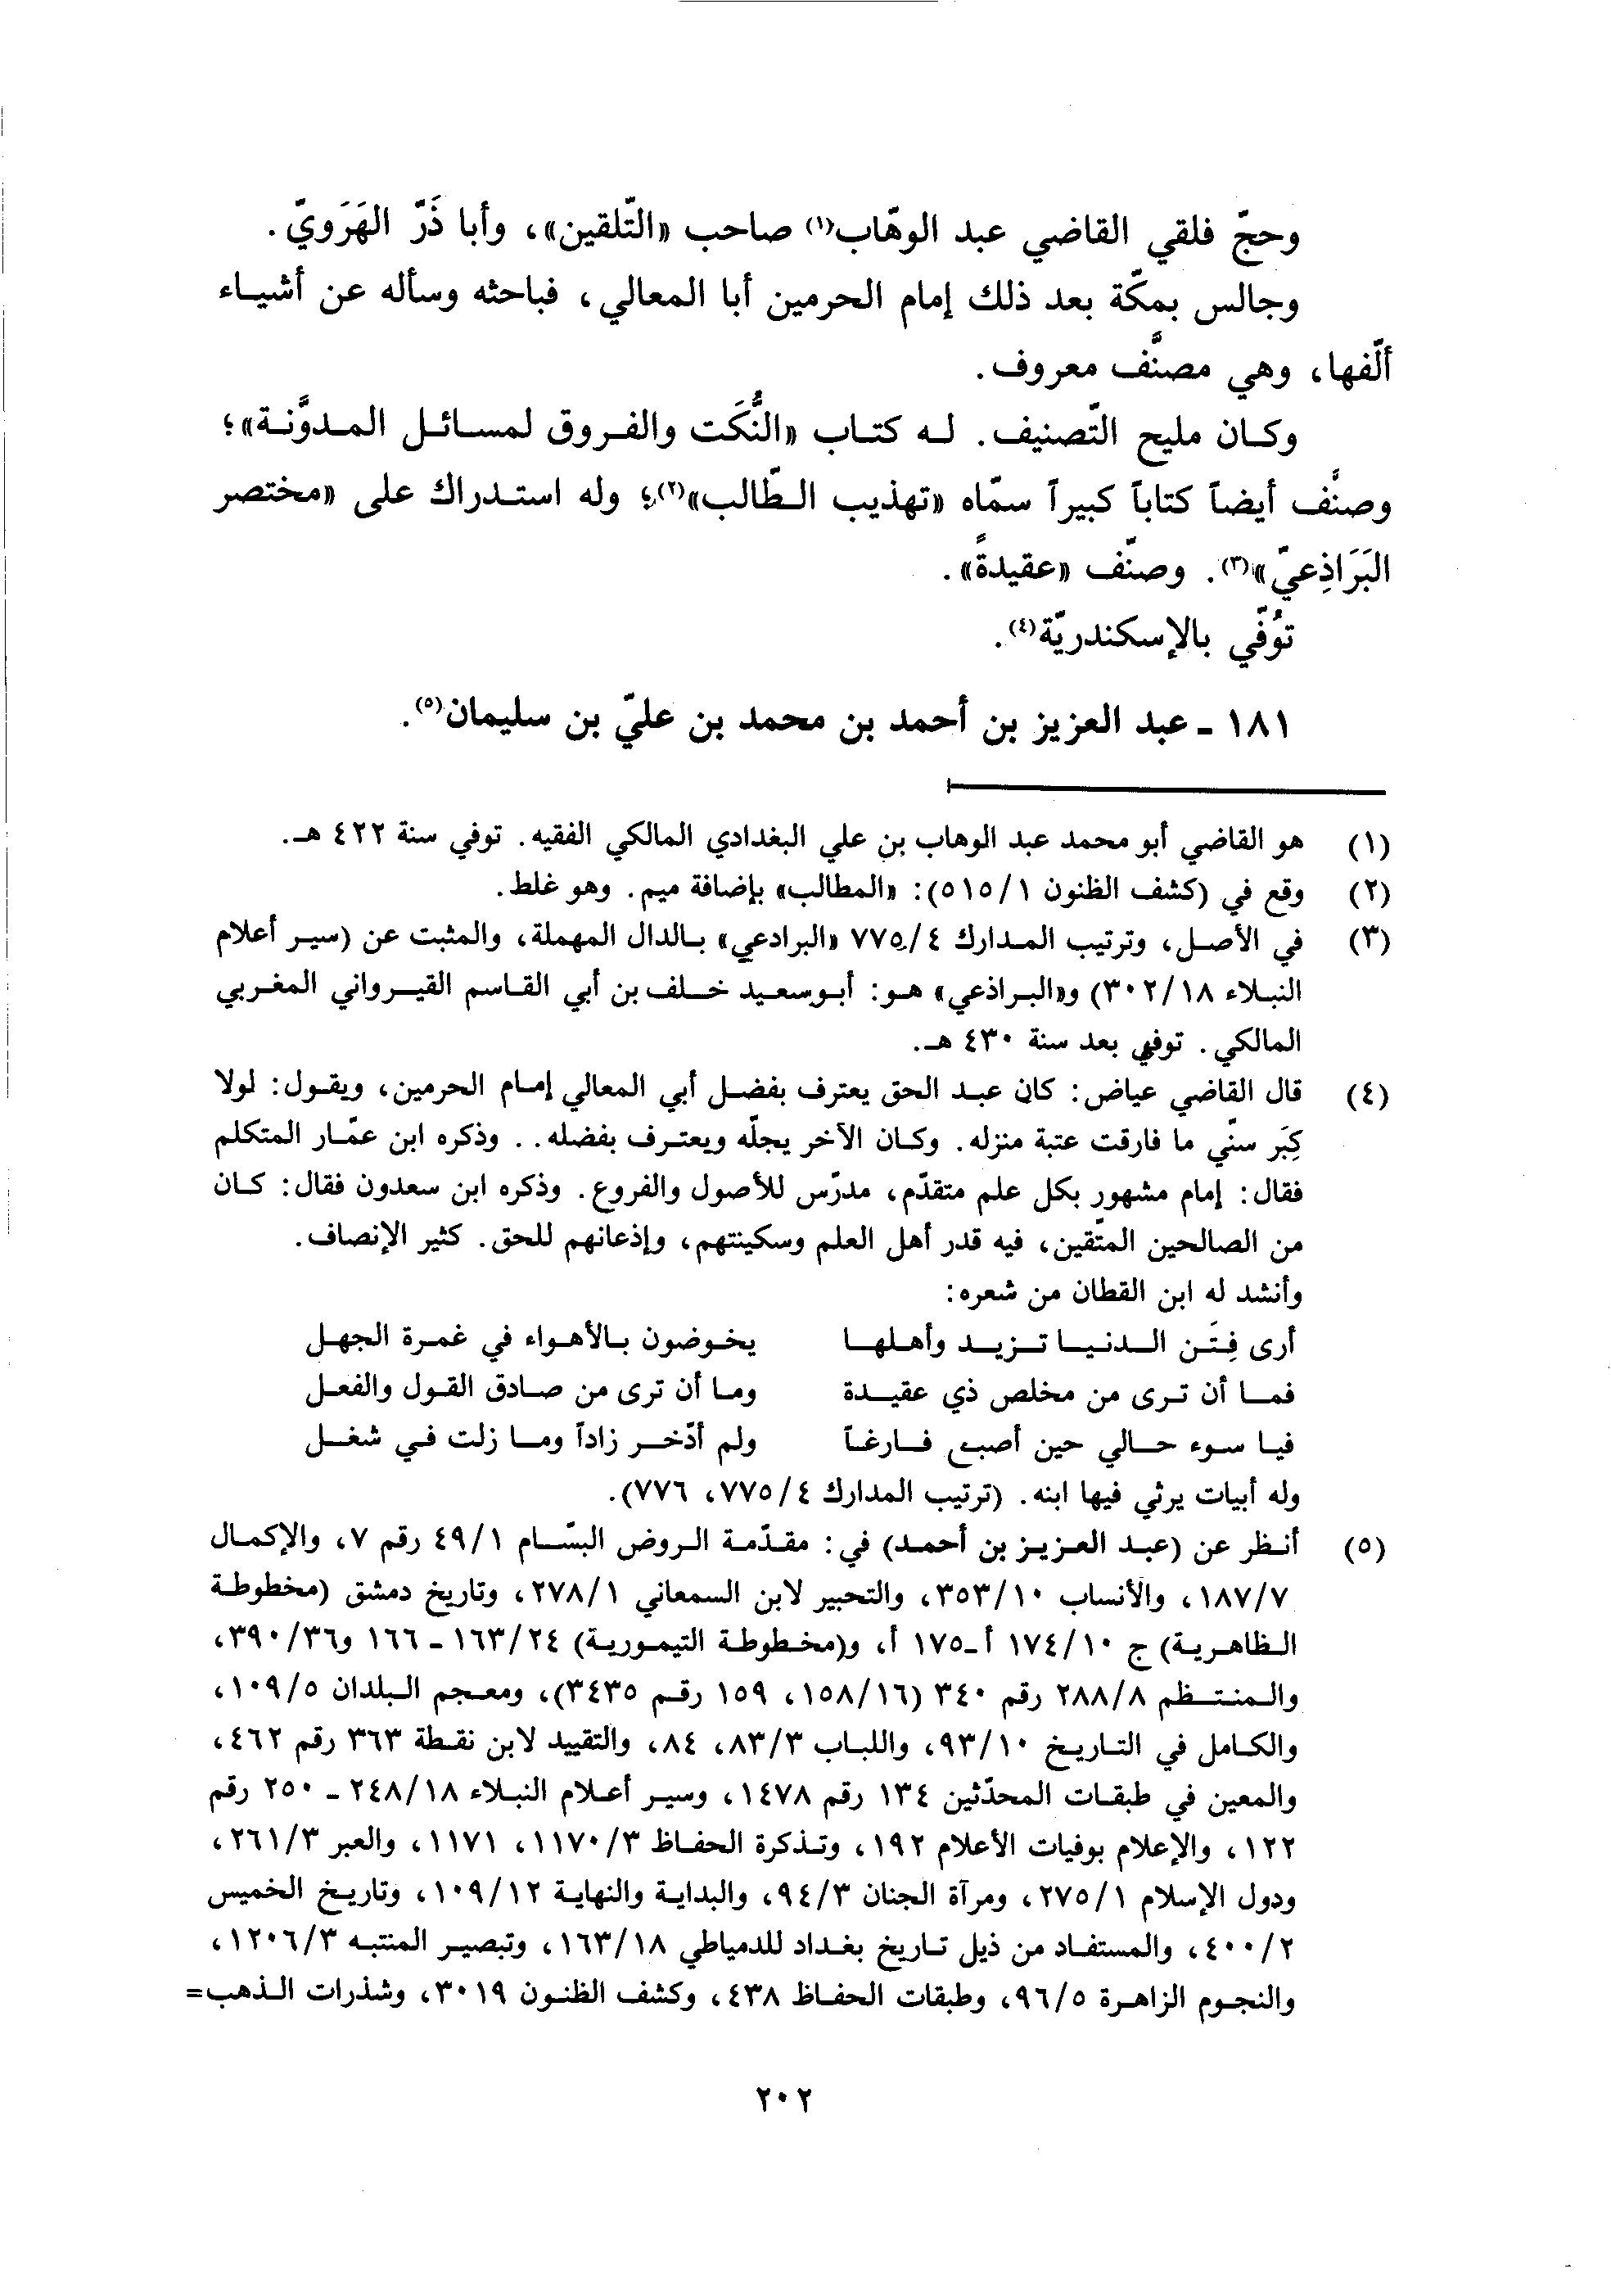 وحجّ فلقي القاضي عبد الوهّاب(١) صاحب «التّلقين»، وأبا ذَرّ الهَرَويّ.
وجالس بمكّة بعد ذلك إمام الحرمين أبا المعالي، فباحثه وسأله عن أشياء
ألّفها، وهي مصنَّف معروف.
وكان مليح التّصنيف. له كتاب «النُّكَت والفروق لمسائل المدوَّنة»؛
وصنَّف أيضاً كتاباً كبيراً سمّاه «تهذيب الطّالب»(٢)؛ وله استدراك على «مختصر
البَرَاذِعيّ»(٣). وصنّف «عقيدةً».
توُفّي بالإسكندريّة(٤).
١٨١ ـ عبد العزيز بن أحمد بن محمد بن عليّ بن سليمان(٥).
(١) هو القاضي أبو محمد عبد الوهاب بن علي البغدادي المالكي الفقيه. توفي سنة ٤٢٢ هـ.
(٢) وقع في (كشف الظنون ٥١٥/١): «المطالب» بإضافة ميم. وهو غلط.
(٣) في الأصل، وترتيب المدارك ٧٧٥/٤ «البرادعي» بالدال المهملة، والمثبت عن (سير أعلام
النبلاء ٣٠٢/١٨) و«البراذعي» هو: أبو سعيد خلف بن أبي القاسم القيرواني المغربي
المالكي. توفي بعد سنة ٤٣٠ هـ.
(٤) قال القاضي عياض: كان عبد الحق يعترف بفضل أبي المعالي إمام الحرمين، ويقول: لولا
كِبَر سنّي ما فارقت عتبة منزله. وكان الآخر يجلّه ويعترف بفضله.. وذكره ابن عمّار المتكلم
فقال: إمام مشهور بكل علم متقدّم، مدرّس للأصول والفروع. وذكره ابن سعدون فقال: كان
من الصالحين المتّقين، فيه قدر أهل العلم وسكينتهم، وإذعانهم للحق. كثير الإنصاف.
وأنشد له ابن القطان من شعره:
أرى فِتَن الدنيا تزيد وأهلها يخوضون بالأهواء في غمرة الجهل
فما أن ترى من مخلص ذي عقيدة وما أن ترى من صادق القول والفعل
فيا سوء حالي حين أصبح فارغاً ولم أدّخر زاداً وما زلت في شغل
وله أبيات يرثي فيها ابنه. (ترتيب المدارك ٧٧٥/٤، ٧٧٦).
(٥) أنظر عن (عبد العزيز بن أحمد) في: مقدّمة الروض البسّام ٤٩/١ رقم ٧، والإكمال
١٨٧/٧، والأنساب ٣٥٣/١٠، والتحبير لابن السمعاني ٢٧٨/١، وتاريخ دمشق (مخطوطة
الظاهرية) ج ١٧٤/١٠ أ ـ ١٧٥ أ، و(مخطوطة التيمورية) ١٦٣/٢٤ ـ ١٦٦ و٣٩٠/٣٦،
والمنتظم ٢٨٨/٨ رقم ٣٤٠ (١٥٨/١٦، ١٥٩ رقم ٣٤٣٥)، ومعجم البلدان ١٠٩/٥،
والكامل في التاريخ ٩٣/١٠، واللباب ٨٣/٣، ٨٤، والتقييد لابن نقطة ٣٦٣ رقم ٤٦٢،
والمعين في طبقات المحدّثين ١٣٤ رقم ١٤٧٨، وسير أعلام النبلاء ٢٤٨/١٨ ـ ٢٥٠ رقم
١٢٢، والإعلام بوفيات الأعلام ١٩٢، وتذكرة الحفاظ ١١٧٠/٣، ١١٧١، والعبر ٢٦١/٣،
ودول الإسلام ٢٧٥/١، ومرآة الجنان ٩٤/٣، والبداية والنهاية ١٠٩/١٢، وتاريخ الخميس
٤٠٠/٢، والمستفاد من ذيل تاريخ بغداد للدمياطي ١٦٣/١٨، وتبصير المنتبه ١٢٠٦/٣،
والنجوم الزاهرة ٩٦/٥، وطبقات الحفاظ ٤٣٨، وكشف الظنون ٣٠١٩، وشذرات الذهب=
٢٠٢